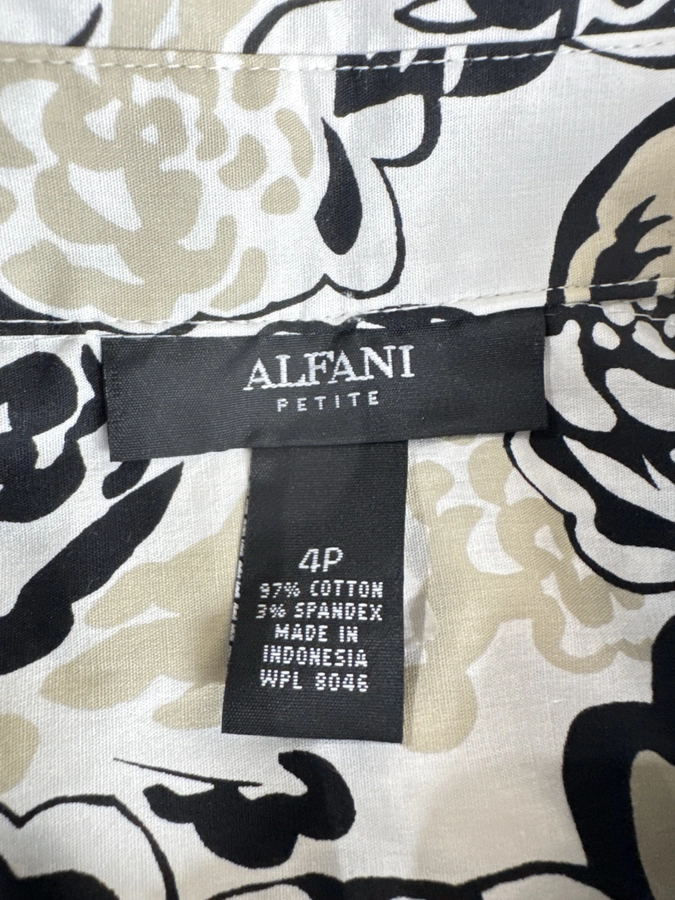 ALFANI
PETITE
4P
97% COTTON
3% SPANDEX
MADE IN
INDONESIA
WPL 8046